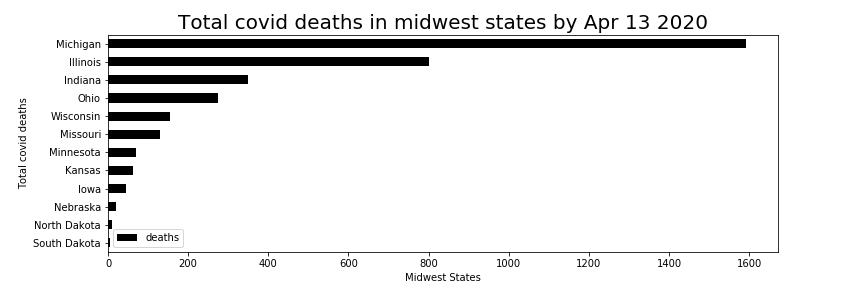 Total covid deaths in midwest states by Apr 13 2020
Total covid deaths
Michigan
Illinois
Indiana
Ohio
Wisconsin
Missouri
Minnesota
Kansas
Iowa
Nebraska
North Dakota
South Dakota
deaths
0 200 400 600 800 1000 1200 1400 1600
Midwest States